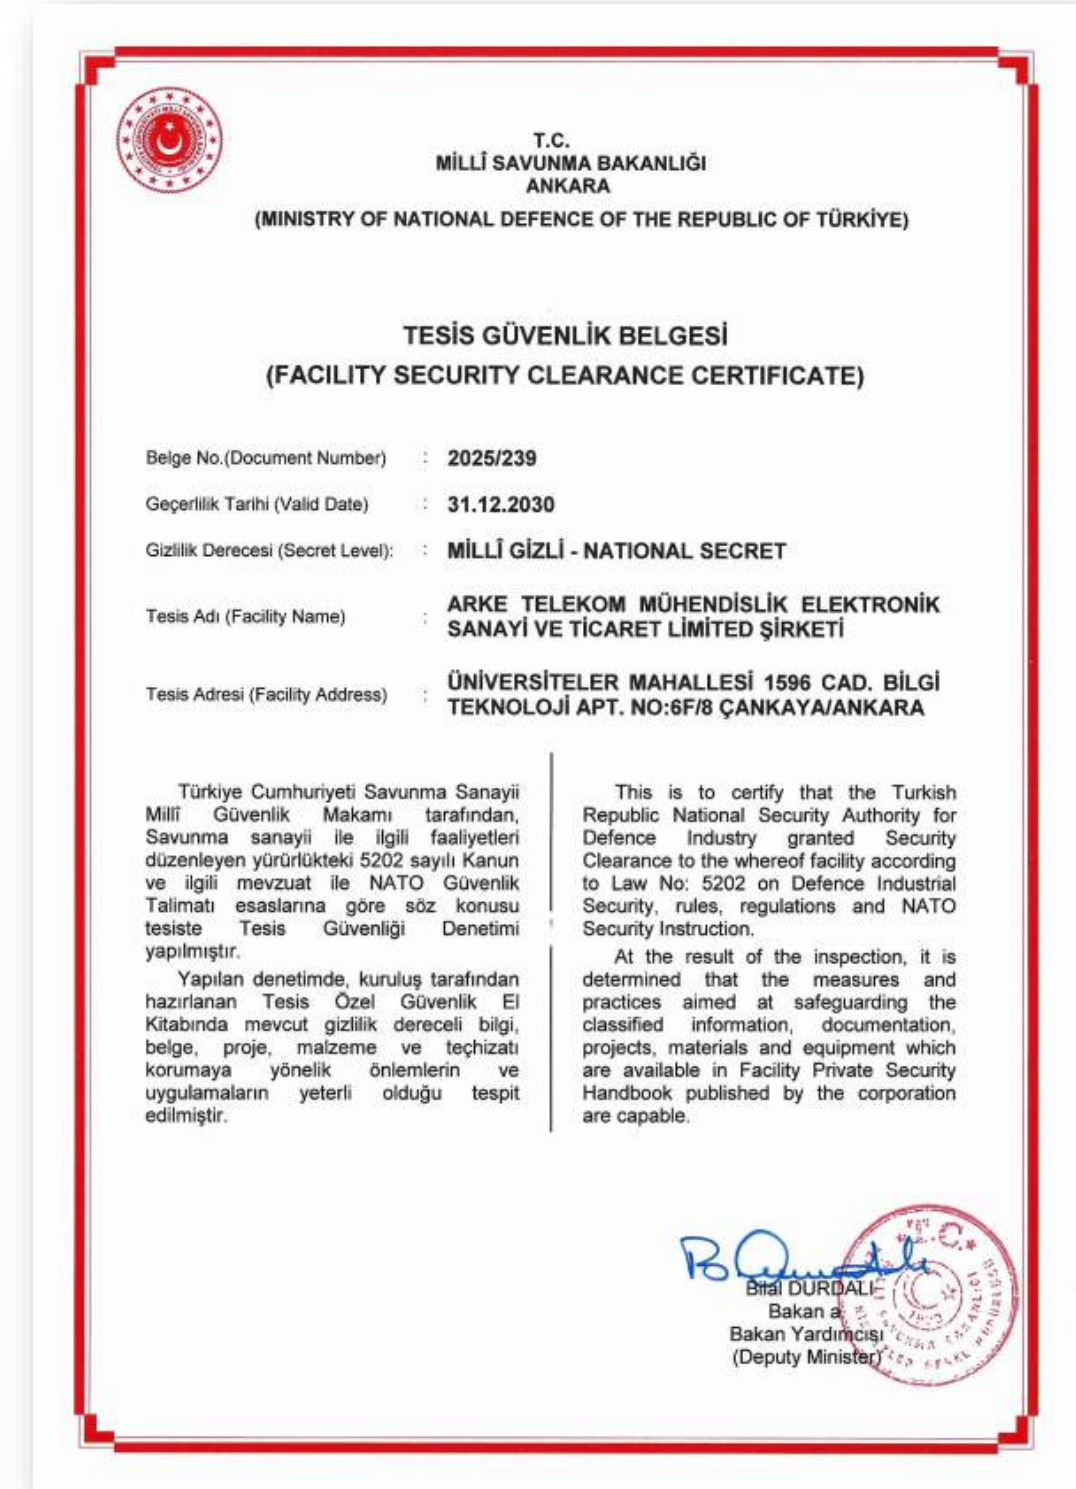 T.C.
MİLLÎ SAVUNMA BAKANLIĞI
ANKARA
(MINISTRY OF NATIONAL DEFENCE OF THE REPUBLIC OF TÜRKİYE)
TESİS GÜVENLİK BELGESİ
(FACILITY SECURITY CLEARANCE CERTIFICATE)
Belge No.(Document Number) : 2025/239
Geçerlilik Tarihi (Valid Date) : 31.12.2030
Gizlilik Derecesi (Secret Level): : MİLLÎ GİZLİ - NATIONAL SECRET
Tesis Adı (Facility Name) : ARKE TELEKOM MÜHENDİSLİK ELEKTRONİK
SANAYİ VE TİCARET LİMİTED ŞİRKETİ
Tesis Adresi (Facility Address) : ÜNİVERSİTELER MAHALLESİ 1596 CAD. BİLGİ
TEKNOLOJİ APT. NO:6F/8 ÇANKAYA/ANKARA
Türkiye Cumhuriyeti Savunma Sanayii
Millî Güvenlik Makamı tarafından,
Savunma sanayii ile ilgili faaliyetleri
düzenleyen yürürlükteki 5202 sayılı Kanun
ve ilgili mevzuat ile NATO Güvenlik
Talimatı esaslarına göre söz konusu
tesiste Tesis Güvenliği Denetimi
yapılmıştır.
Yapılan denetimde, kuruluş tarafından
hazırlanan Tesis Özel Güvenlik El
Kitabında mevcut gizlilik dereceli bilgi,
belge, proje, malzeme ve teçhizatı
korumaya yönelik önlemlerin ve
uygulamaların yeterli olduğu tespit
edilmiştir.
This is to certify that the Turkish
Republic National Security Authority for
Defence Industry granted Security
Clearance to the whereof facility according
to Law No: 5202 on Defence Industrial
Security, rules, regulations and NATO
Security Instruction.
At the result of the inspection, it is
determined that the measures and
practices aimed at safeguarding the
classified information, documentation,
projects, materials and equipment which
are available in Facility Private Security
Handbook published by the corporation
are capable.
Bilal DURDALI
Bakan a.
Bakan Yardımcısı
(Deputy Minister)
T.C.